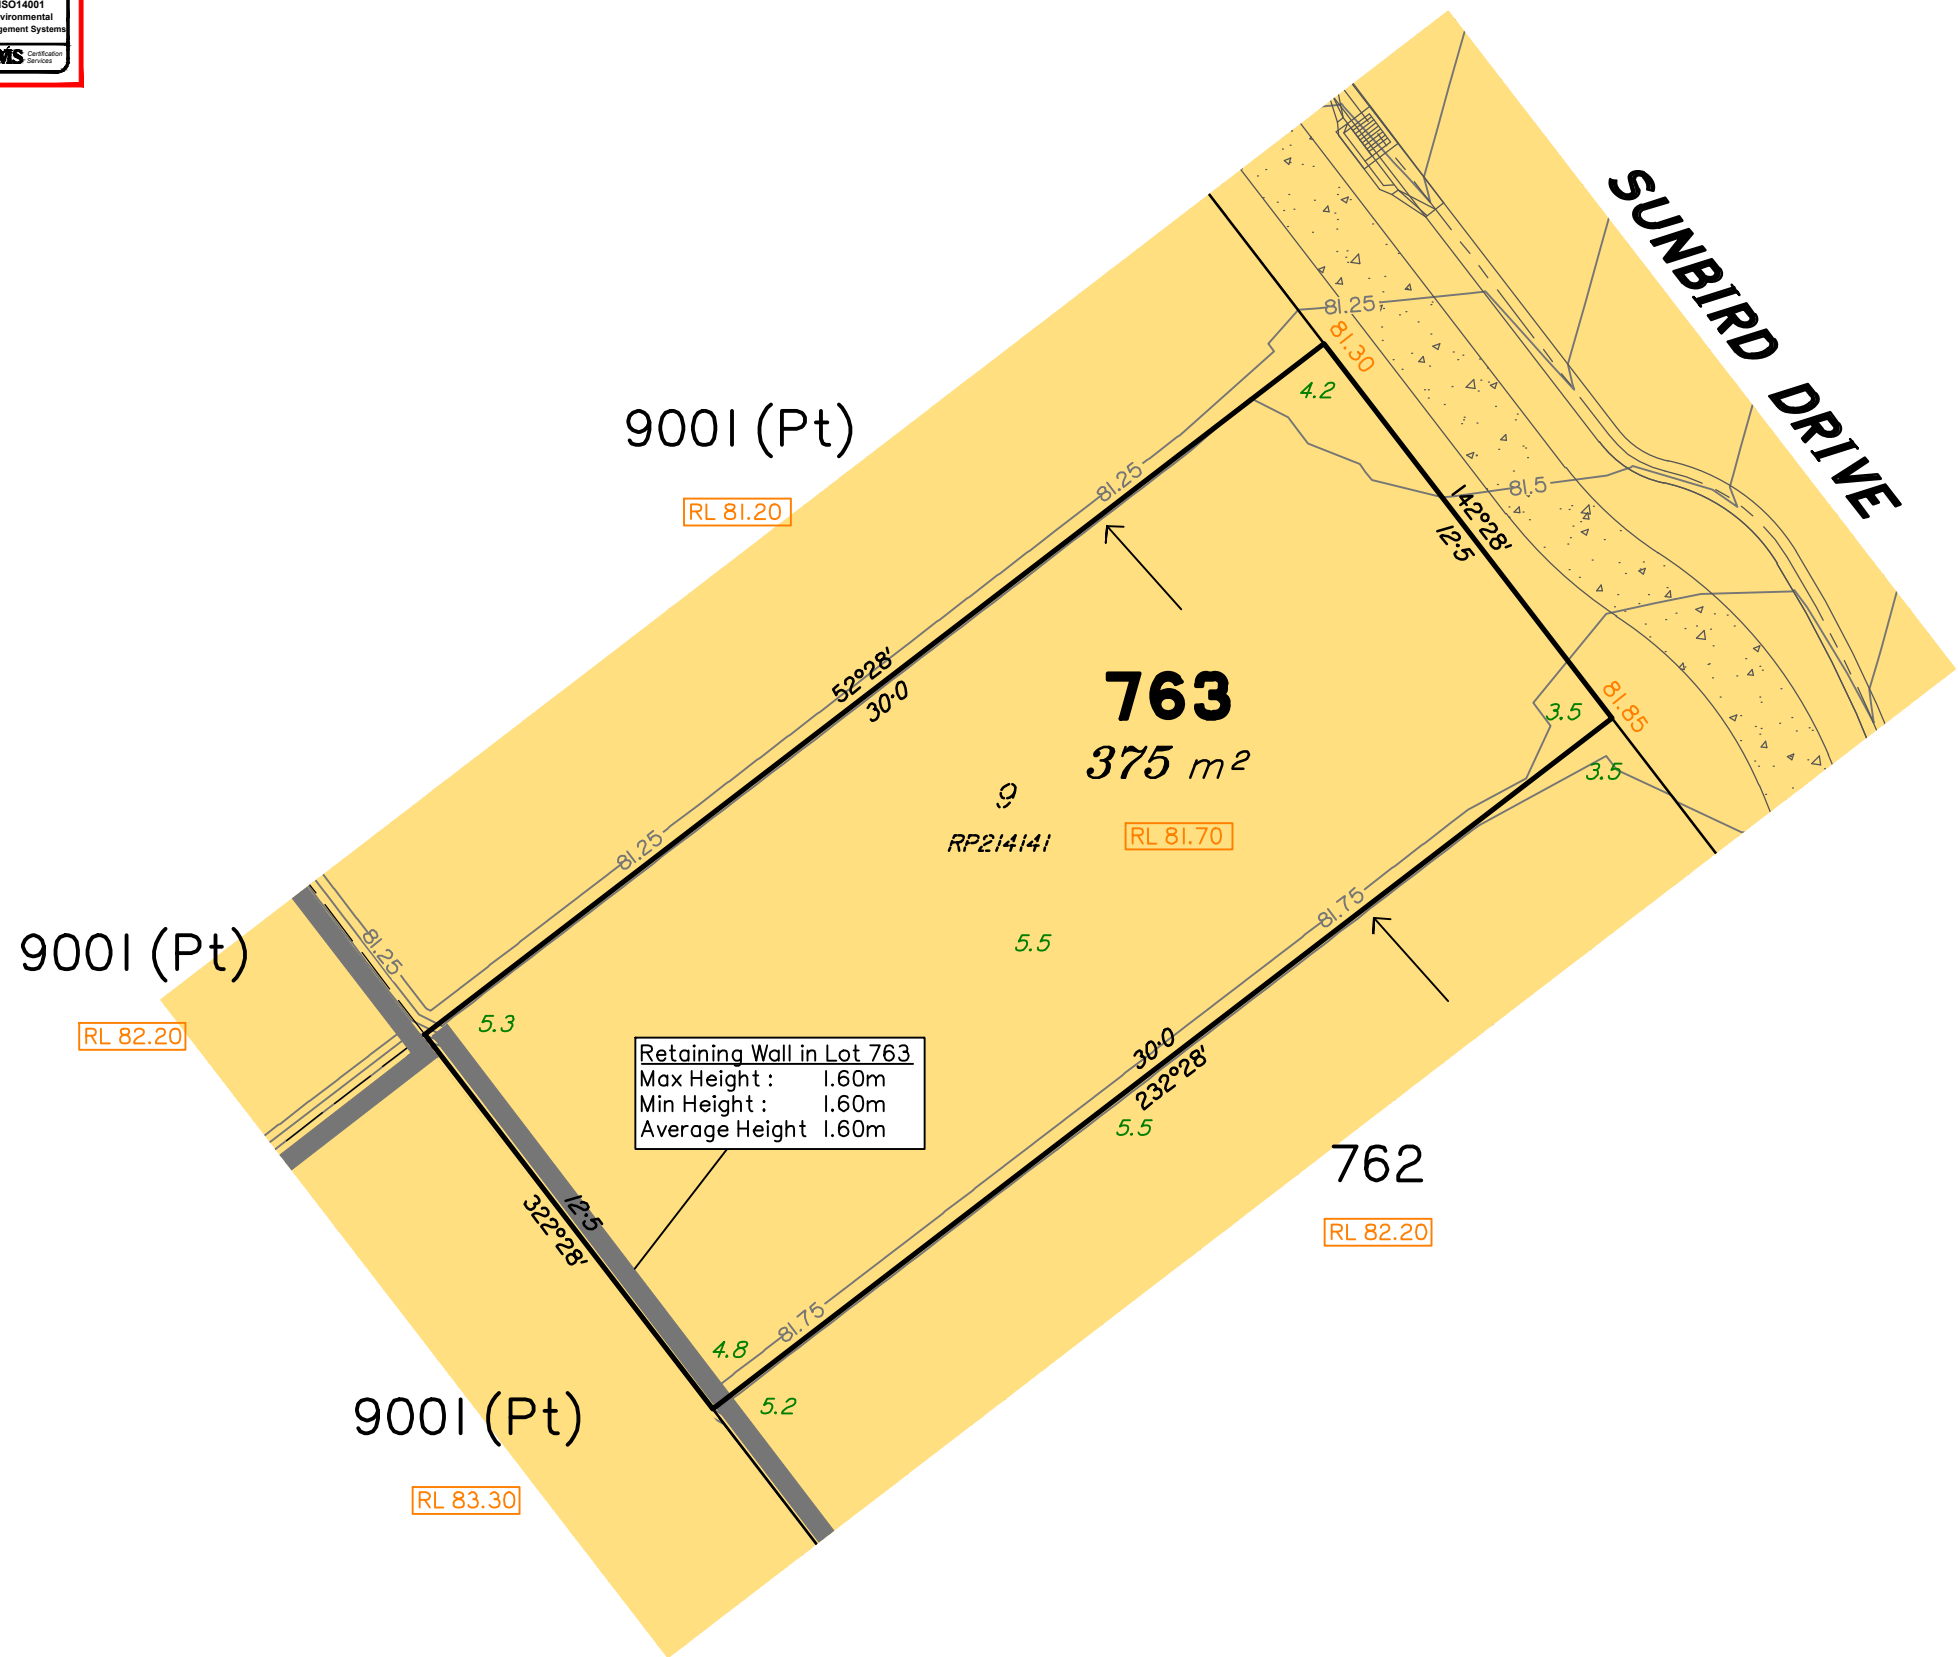 ISO14001
vironmental
gement Systems
Certification
Services
SUNBIRD DRIVE
81.25
81.30
4.2
9001 (Pt)
RL 81.20
81.25
81.5
142°28'
12·5
52°28'
30·0
763
375 m²
3.5
81.85
3.5
9
RP214141
RL 81.70
81.25
81.75
9001 (Pt)
81.25
RL 82.20
5.5
5.3
Retaining Wall in Lot 763
Max Height : 1.60m
Min Height : 1.60m
Average Height 1.60m
30·0
232°28'
5.5
762
RL 82.20
12·5
322°28'
81.75
4.8
5.2
9001 (Pt)
RL 83.30